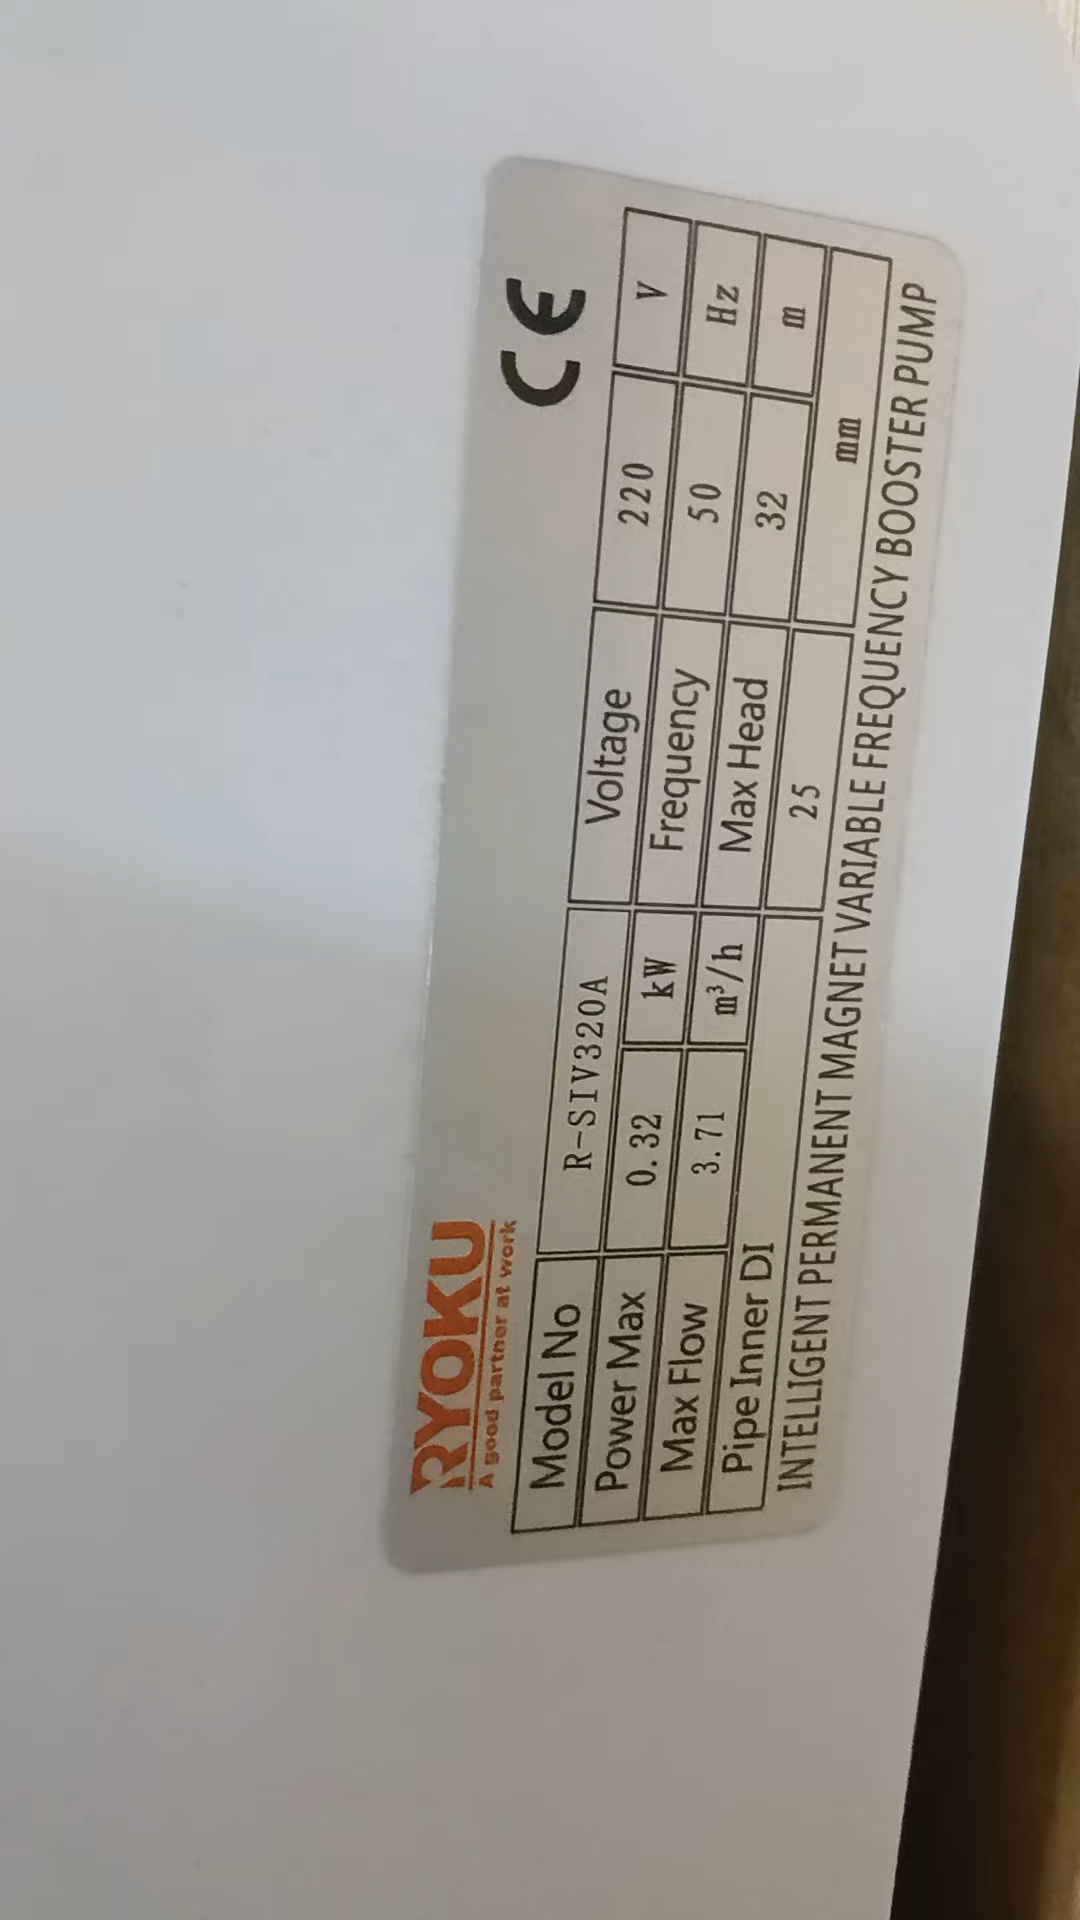 RYOKU
A good partner at work
CE
Model No R-SIV320A Voltage 220 V
Power Max 0.32 kW Frequency 50 Hz
Max Flow 3.71 m³/h Max Head 32 m
Pipe Inner DI 25 mm
INTELLIGENT PERMANENT MAGNET VARIABLE FREQUENCY BOOSTER PUMP